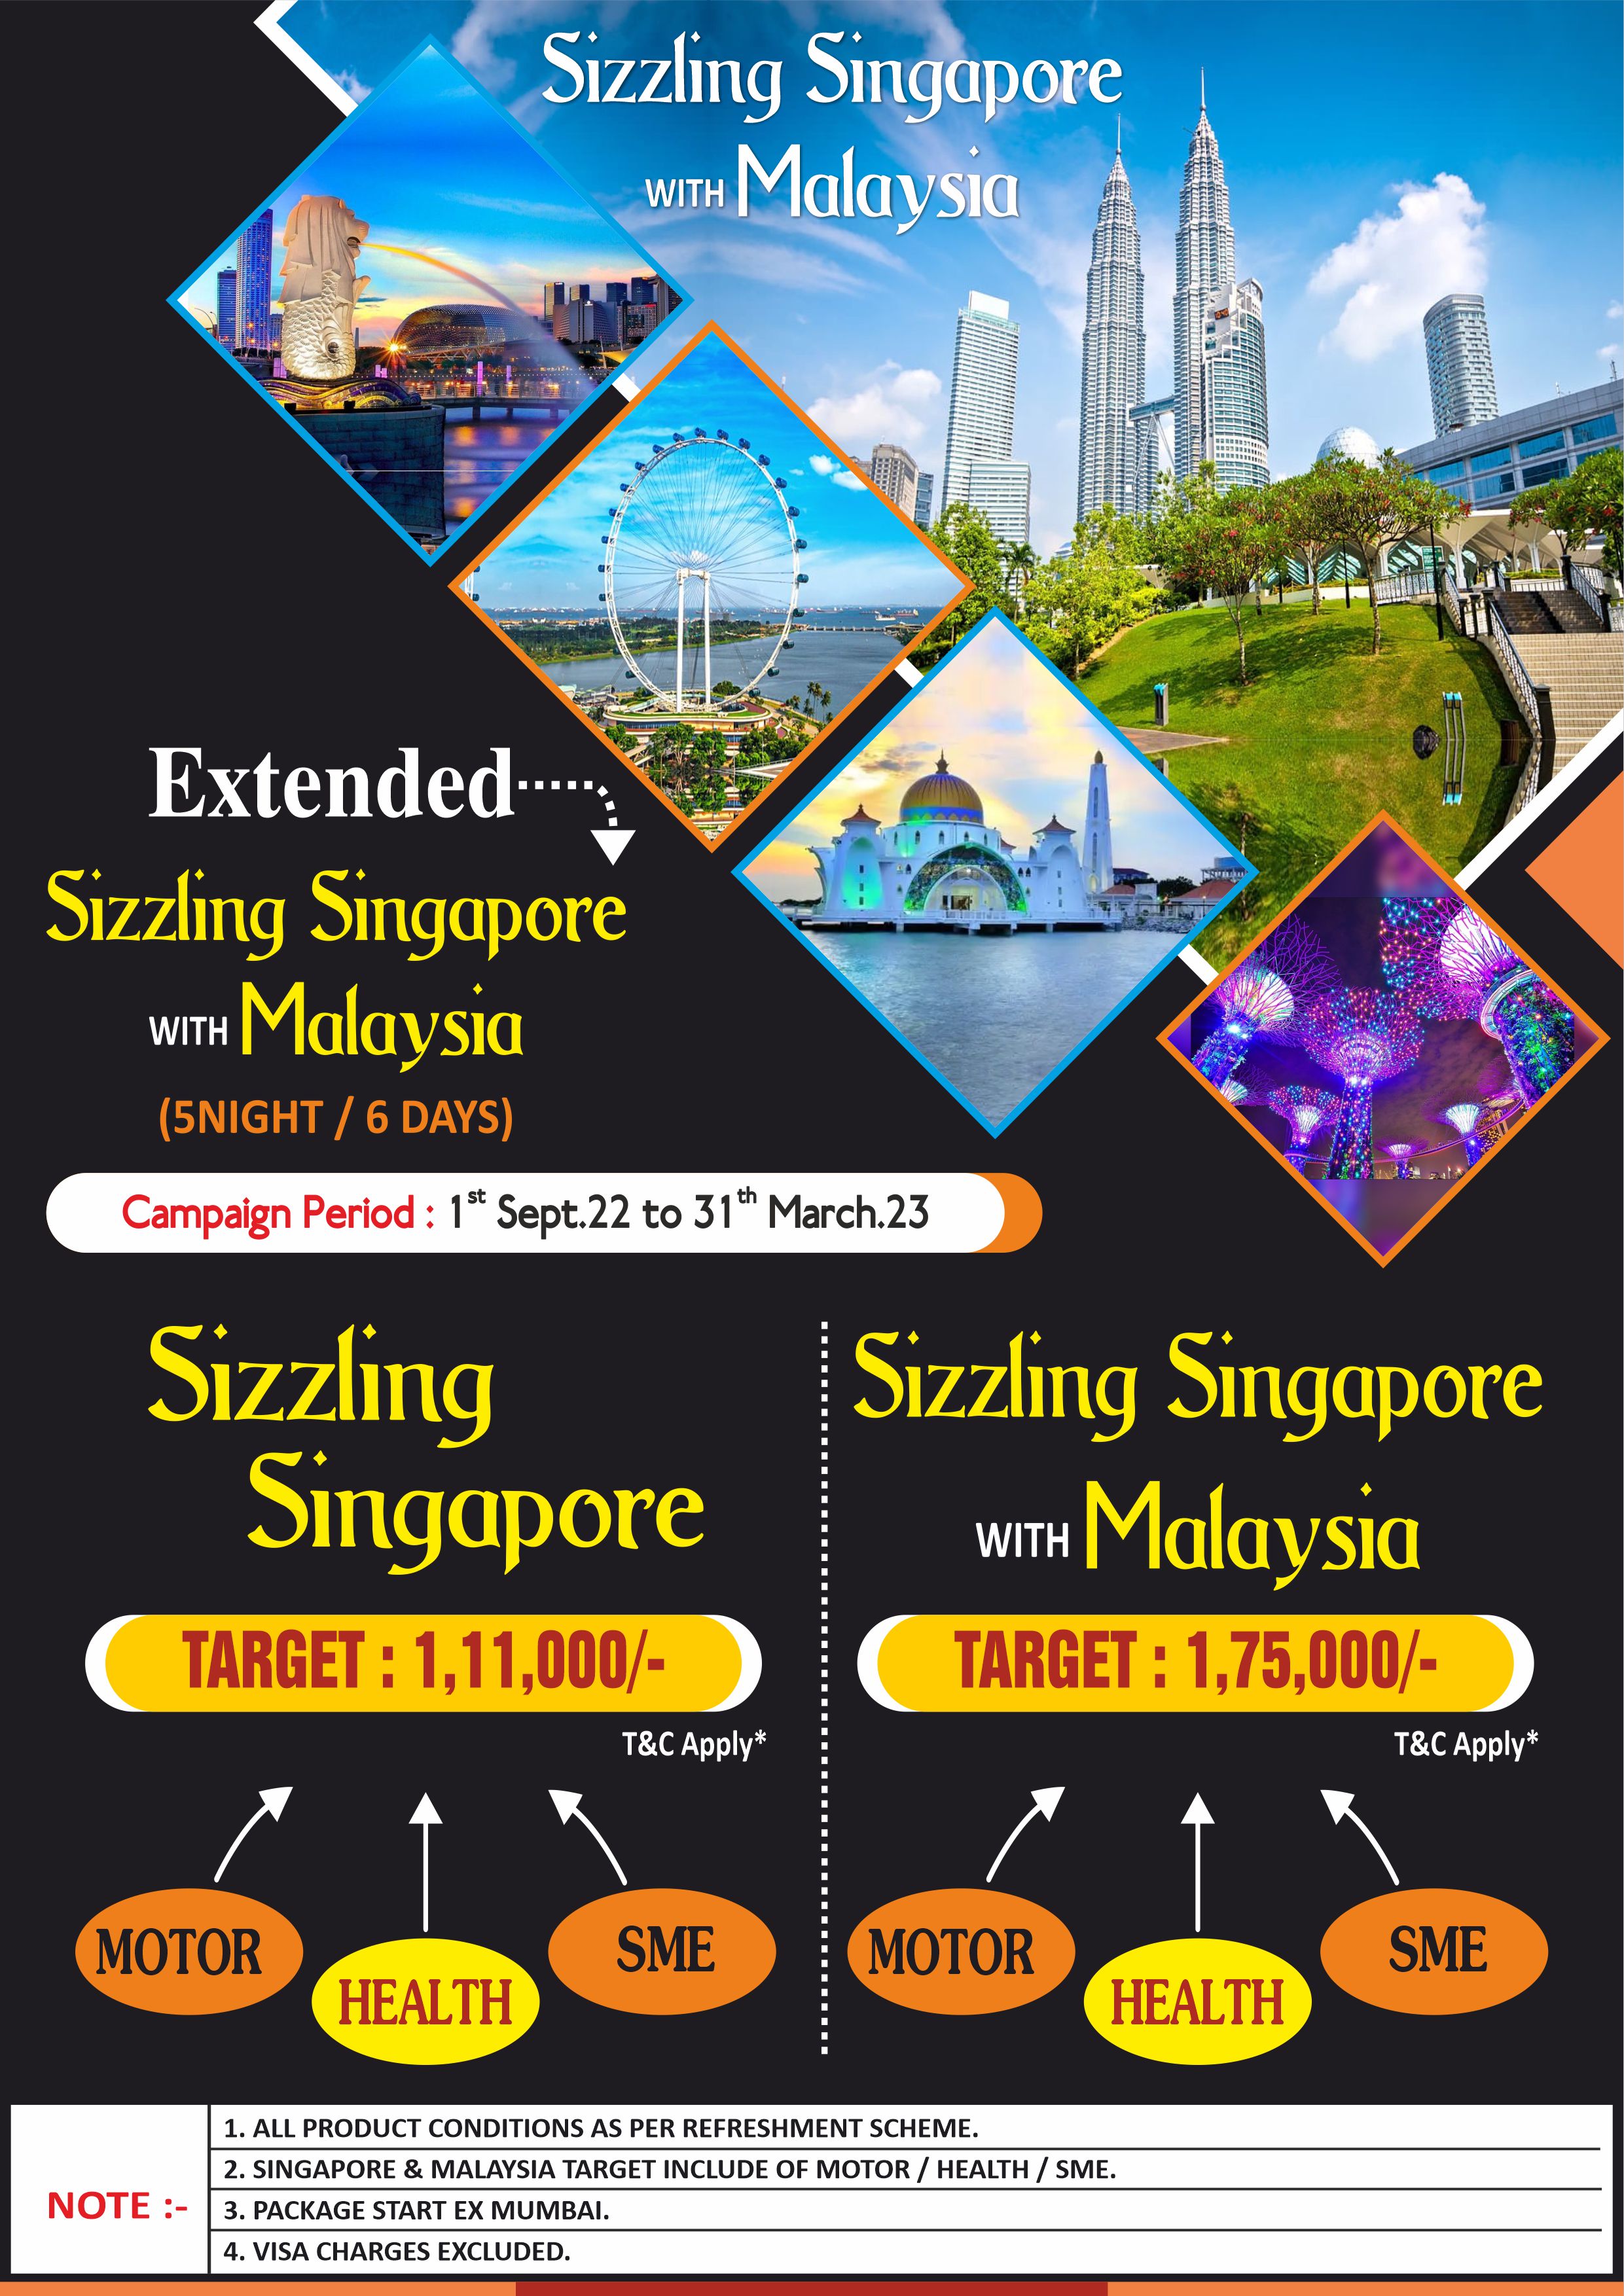 Sizzling Singapore
WITH Malaysia
Extended
Sizzling Singapore
WITH Malaysia
(5NIGHT / 6 DAYS)
Campaign Period : 1st Sept.22 to 31th March.23
Sizzling
Singapore
TARGET : 1,11,000/-
T&C Apply*
MOTOR
HEALTH
SME
Sizzling Singapore
WITH Malaysia
TARGET : 1,75,000/-
T&C Apply*
MOTOR
HEALTH
SME
NOTE :-
1. ALL PRODUCT CONDITIONS AS PER REFRESHMENT SCHEME.
2. SINGAPORE & MALAYSIA TARGET INCLUDE OF MOTOR / HEALTH / SME.
3. PACKAGE START EX MUMBAI.
4. VISA CHARGES EXCLUDED.